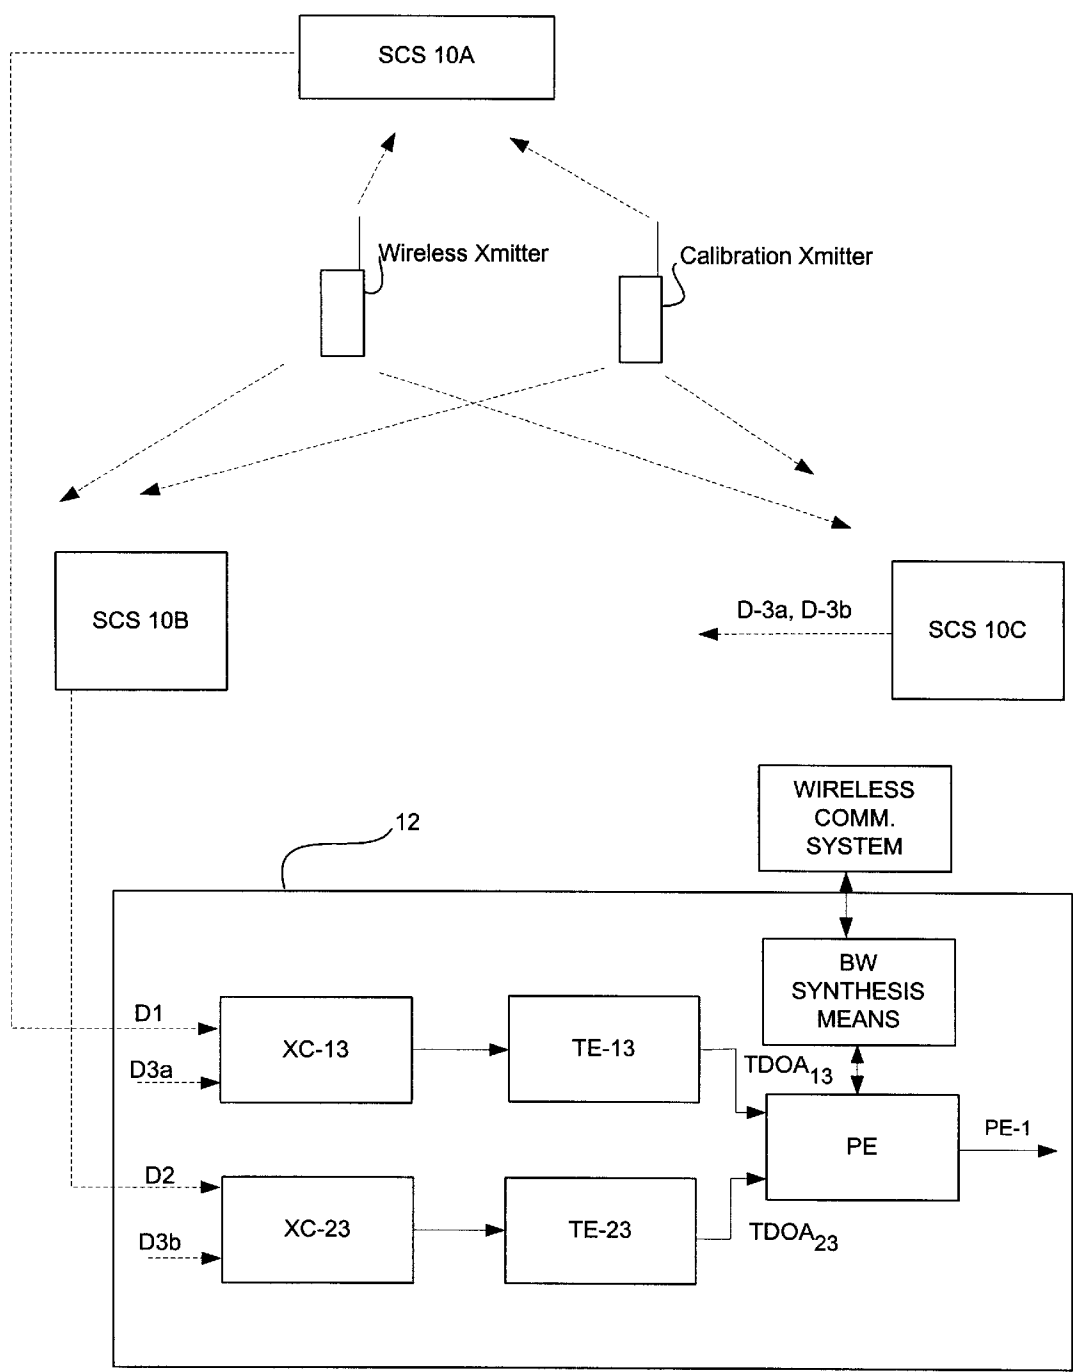 SCS 10A
Wireless Xmitter
Calibration Xmitter
SCS 10B
D-3a, D-3b
SCS 10C
WIRELESS
COMM.
SYSTEM
12
BW
SYNTHESIS
MEANS
D1
XC-13
TE-13
TDOA13
D3a
PE
PE-1
D2
XC-23
TE-23
TDOA23
D3b